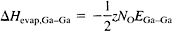 ΔH_evap,Ga–Ga = −1/2 zN_O E_Ga–Ga